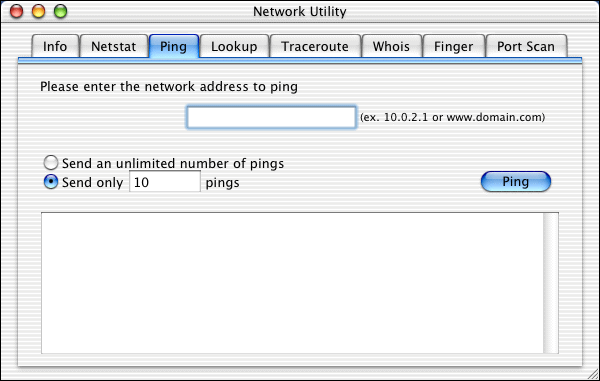 Network Utility
Info Netstat Ping Lookup Traceroute Whois Finger Port Scan
Please enter the network address to ping
(ex. 10.0.2.1 or www.domain.com)
Send an unlimited number of pings
Send only 10 pings
Ping